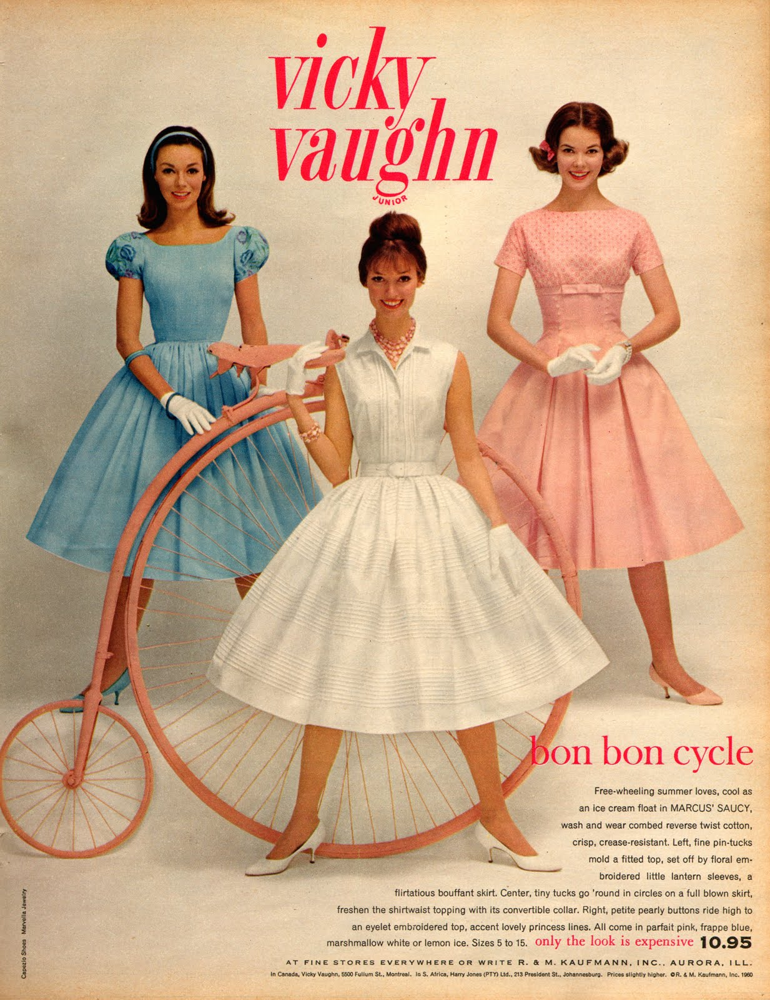 vicky
vaughn
JUNIOR
bon bon cycle
Free-wheeling summer loves, cool as
an ice cream float in MARCUS' SAUCY,
wash and wear combed reverse twist cotton,
crisp, crease-resistant. Left, fine pin-tucks
mold a fitted top, set off by floral em-
broidered little lantern sleeves, a
flirtatious bouffant skirt. Center, tiny tucks go 'round in circles on a full blown skirt,
freshen the shirtwaist topping with its convertible collar. Right, petite pearly buttons ride high to
an eyelet embroidered top, accent lovely princess lines. All come in parfait pink, frappe blue,
marshmallow white or lemon ice. Sizes 5 to 15. only the look is expensive 10.95
AT FINE STORES EVERYWHERE OR WRITE R. & M. KAUFMANN, INC., AURORA, ILL.
In Canada, Vicky Vaughn, 5500 Fullum St., Montreal. In S. Africa, Harry Jones (PTY) Ltd., 213 President St., Johannesburg. Prices slightly higher. ©R. & M. Kaufmann, Inc. 1960
Capezio Shoes Marvella Jewelry